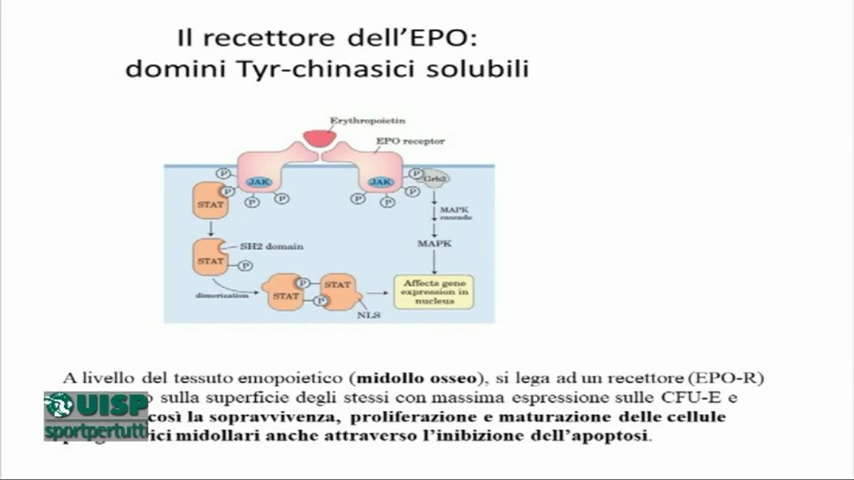 Il recettore dell'EPO:
domini Tyr-chinasici solubili
Erythropoietin
EPO receptor
P
JAK
JAK
P
Grb2
P
P
STAT
P
P
P
P
MAPK
cascade
SH2 domain
MAPK
STAT
P
dimerization
STAT
P
STAT
P
Affects gene
expression in
nucleus
NLS
A livello del tessuto emopoietico (midollo osseo), si lega ad un recettore (EPO-R)
sulla superficie degli stessi con massima espressione sulle CFU-E e
così la sopravvivenza, proliferazione e maturazione delle cellule
midollari anche attraverso l'inibizione dell'apoptosi.
UISP
sportpertutti